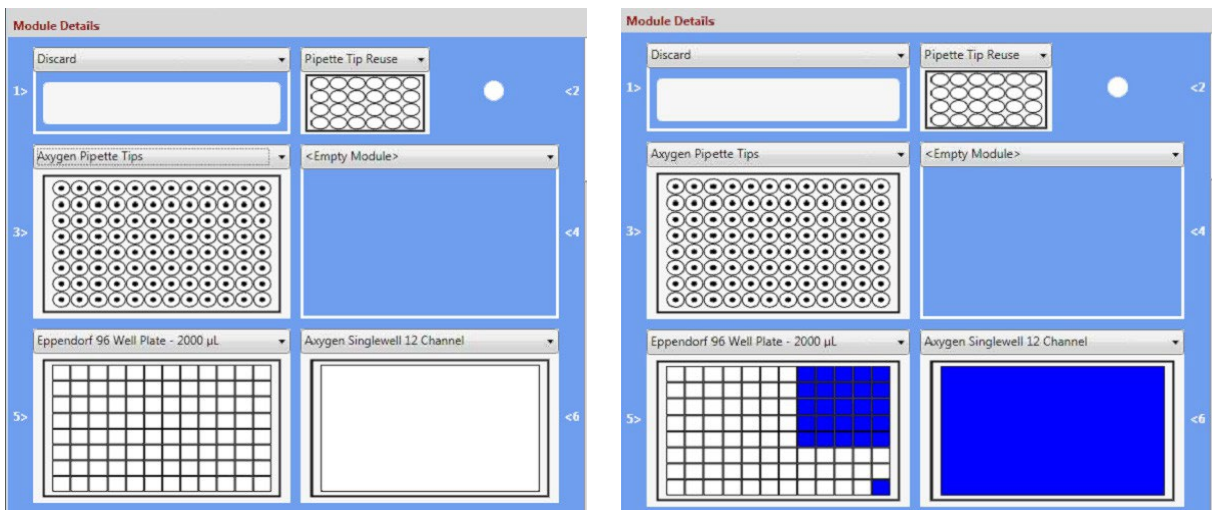 Module Details
Discard
Pipette Tip Reuse
1>
<2
Axygen Pipette Tips
<Empty Module>
3>
<4
Eppendorf 96 Well Plate - 2000 µL
Axygen Singlewell 12 Channel
5>
<6
Module Details
Discard
Pipette Tip Reuse
1>
<2
Axygen Pipette Tips
<Empty Module>
3>
<4
Eppendorf 96 Well Plate - 2000 µL
Axygen Singlewell 12 Channel
5>
<6